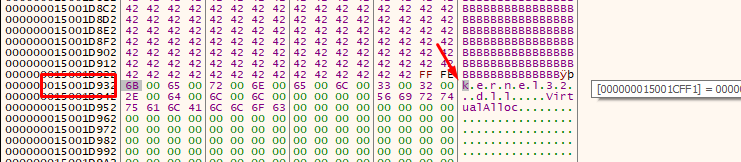 000000015001D8C2 42 42 42 42 42 42 42 42 42 42 42 42 42 42 42 42 BBBBBBBBBBBBBBBB
000000015001D8D2 42 42 42 42 42 42 42 42 42 42 42 42 42 42 42 42 BBBBBBBBBBBBBBBB
000000015001D8E2 42 42 42 42 42 42 42 42 42 42 42 42 42 42 42 42 BBBBBBBBBBBBBBBB
000000015001D8F2 42 42 42 42 42 42 42 42 42 42 42 42 42 42 42 42 BBBBBBBBBBBBBBBB
000000015001D902 42 42 42 42 42 42 42 42 42 42 42 42 42 42 42 42 BBBBBBBBBBBBBBBB
000000015001D912 42 42 42 42 42 42 42 42 42 42 42 42 42 42 42 42 BBBBBBBBBBBBBBBB
000000015001D922 42 42 42 42 42 42 42 42 42 42 42 42 42 42 FF FE BBBBBBBBBBBBBBÿþ
000000015001D932 6B 00 65 00 72 00 6E 00 65 00 6C 00 33 00 32 00 k.e.r.n.e.l.3.2.
[000000015001CFF1] = 0000
000000015001D942 2E 00 64 00 6C 00 6C 00 00 00 00 00 56 69 72 74 ..d.l.l.....Virt
000000015001D952 75 61 6C 41 6C 6C 6F 63 00 00 00 00 00 00 00 00 ualAlloc........
000000015001D962 00 00 00 00 00 00 00 00 00 00 00 00 00 00 00 00 ................
000000015001D972 00 00 00 00 00 00 00 00 00 00 00 00 00 00 00 00 ................
000000015001D982 00 00 00 00 00 00 00 00 00 00 00 00 00 00 00 00 ................
000000015001D992 00 00 00 00 00 00 00 00 00 00 00 00 00 00 00 00 ................